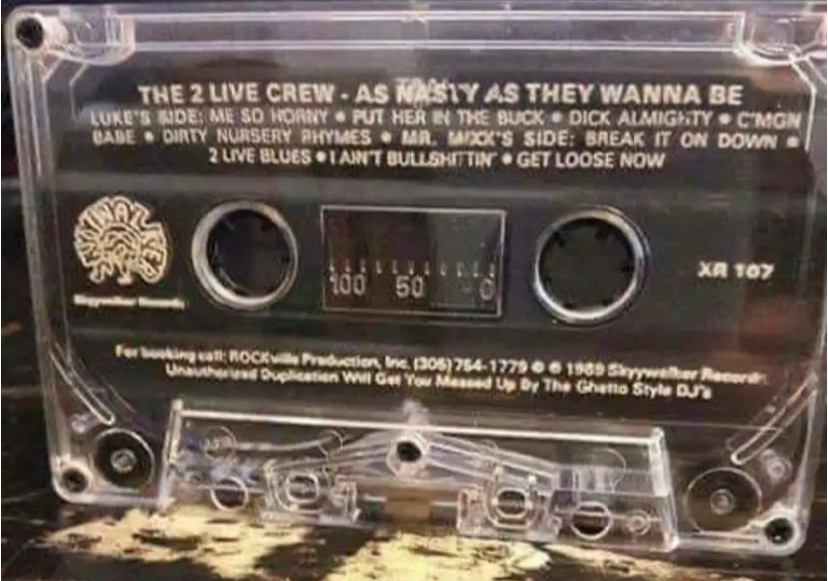 THE 2 LIVE CREW - AS NASTY AS THEY WANNA BE
LUKE'S SIDE: ME SO HORNY • PUT HER IN THE BUCK • DICK ALMIGHTY • C'MON
BABE • DIRTY NURSERY RHYMES • MR. MIXX'S SIDE: BREAK IT ON DOWN •
2 LIVE BLUES • I AIN'T BULLSHITTIN' • GET LOOSE NOW
Skyywalker Records
XR 107
100 50 0
For booking call: ROCKville Production, Inc. (305) 754-1779 © ℗ 1989 Skyywalker Records
Unauthorized Duplication Will Get You Messed Up By The Ghetto Style DJ's